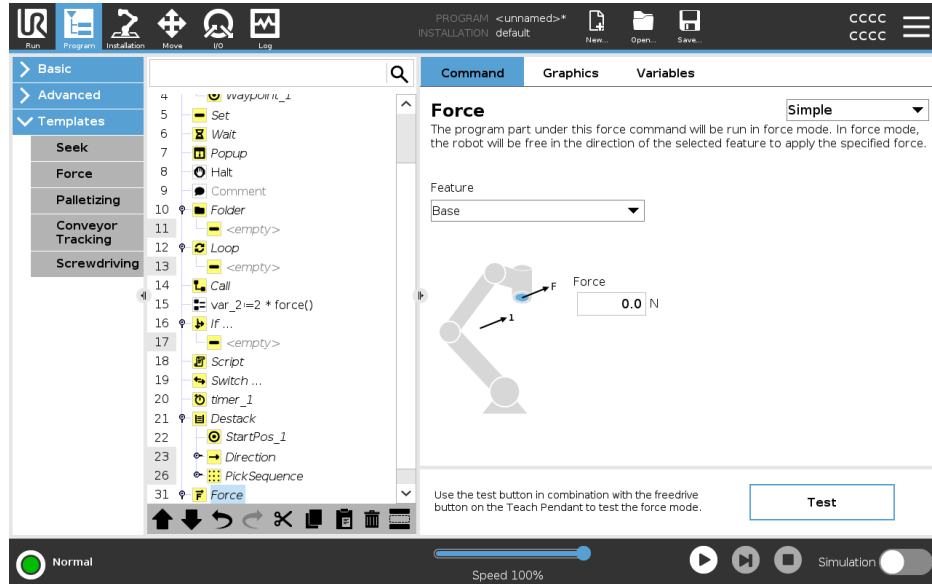 PROGRAM <unnamed>*
INSTALLATION default
UR
Run
Program
Installation
Move
I/O
Log
New...
Open...
Save...
CCCC
CCCC
Basic
Advanced
Templates
Seek
Force
Palletizing
Conveyor
Tracking
Screwdriving
4 Waypoint_1
5 Set
6 Wait
7 Popup
8 Halt
9 Comment
10 Folder
11 <empty>
12 Loop
13 <empty>
14 Call
15 var_2≔2 * force()
16 If ...
17 <empty>
18 Script
19 Switch ...
20 timer_1
21 Destack
22 StartPos_1
23 Direction
26 PickSequence
31 Force
Command Graphics Variables
Force
Simple
The program part under this force command will be run in force mode. In force mode,
the robot will be free in the direction of the selected feature to apply the specified force.
Feature
Base
F
1
Force
0.0 N
Use the test button in combination with the freedrive
button on the Teach Pendant to test the force mode.
Test
Normal
Speed 100%
Simulation